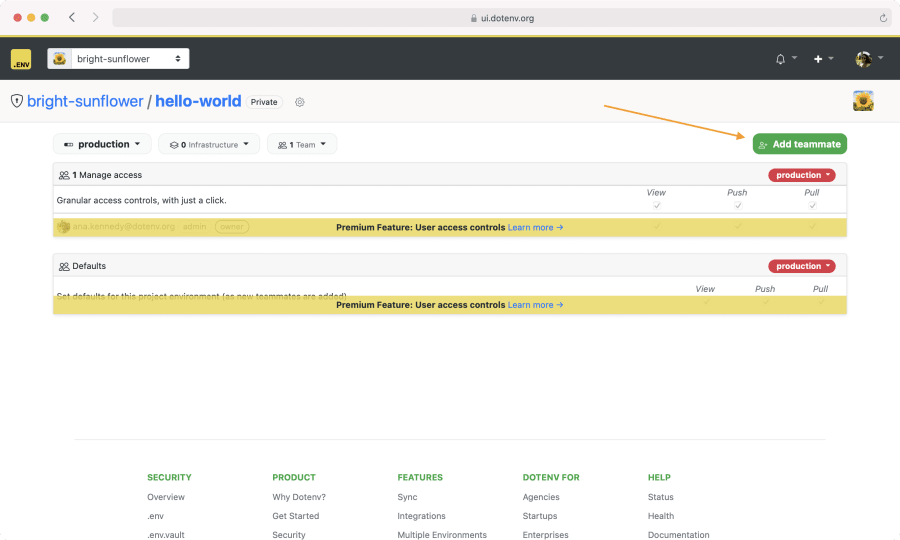 ui.dotenv.org
.ENV
bright-sunflower
bright-sunflower / hello-world Private
production 0 Infrastructure 1 Team Add teammate
1 Manage access production
View Push Pull
Granular access controls, with just a click.
ana.kennedy@dotenv.org admin owner
Premium Feature: User access controls Learn more →
Defaults production
View Push Pull
Set defaults for this project environment (as new teammates are added)
Premium Feature: User access controls Learn more →
SECURITY PRODUCT FEATURES DOTENV FOR HELP
Overview Why Dotenv? Sync Agencies Status
.env Get Started Integrations Startups Health
.env.vault Security Multiple Environments Enterprises Documentation